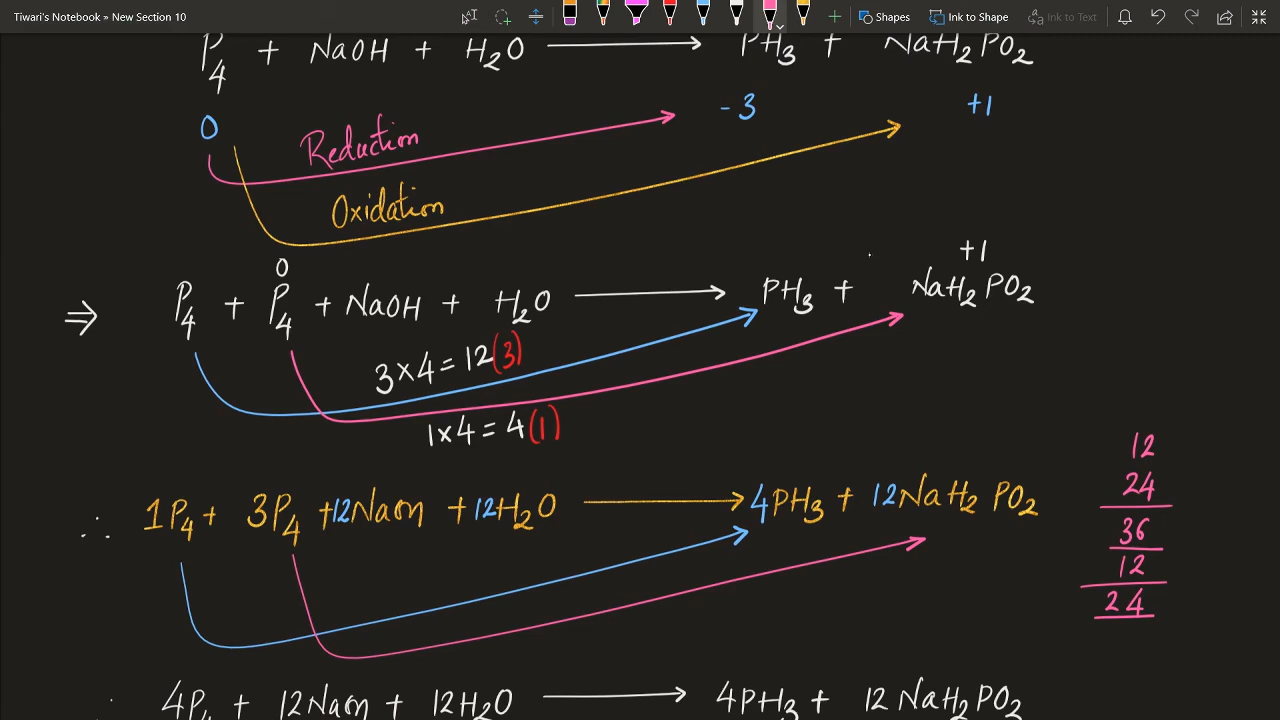 Tiwari's Notebook » New Section 10
Shapes Ink to Shape Ink to Text
P4 + NaOH + H2O ⟶ PH3 + NaH2PO2
0 -3 +1
Reduction
Oxidation
0 +1
⇒ P4 + P4 + NaOH + H2O ⟶ PH3 + NaH2PO2
3×4=12(3)
1×4=4(1)
12
24
36
12
24
∴ 1P4 + 3P4 + 12NaOH + 12H2O ⟶ 4PH3 + 12NaH2PO2
4P4 + 12NaOH + 12H2O ⟶ 4PH3 + 12NaH2PO2